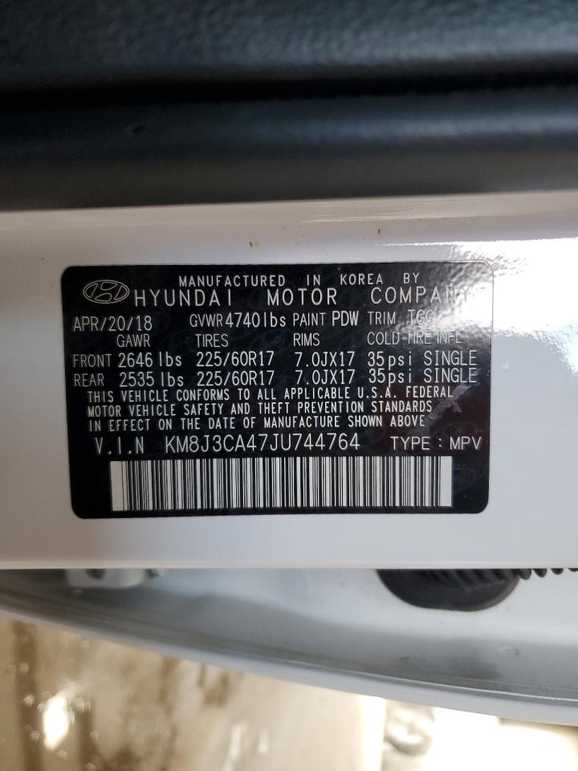 MANUFACTURED IN KOREA BY
HYUNDAI MOTOR COMPANY
APR/20/18 GVWR 4740lbs PAINT PDW TRIM
GAWR TIRES RIMS COLD-TIRE INFL
FRONT 2646 lbs 225/60R17 7.0JX17 35psi SINGLE
REAR 2535 lbs 225/60R17 7.0JX17 35psi SINGLE
THIS VEHICLE CONFORMS TO ALL APPLICABLE U.S.A. FEDERAL
MOTOR VEHICLE SAFETY AND THEFT PREVENTION STANDARDS
IN EFFECT ON THE DATE OF MANUFACTURE SHOWN ABOVE.
V.I.N KM8J3CA47JU744764 TYPE : MPV